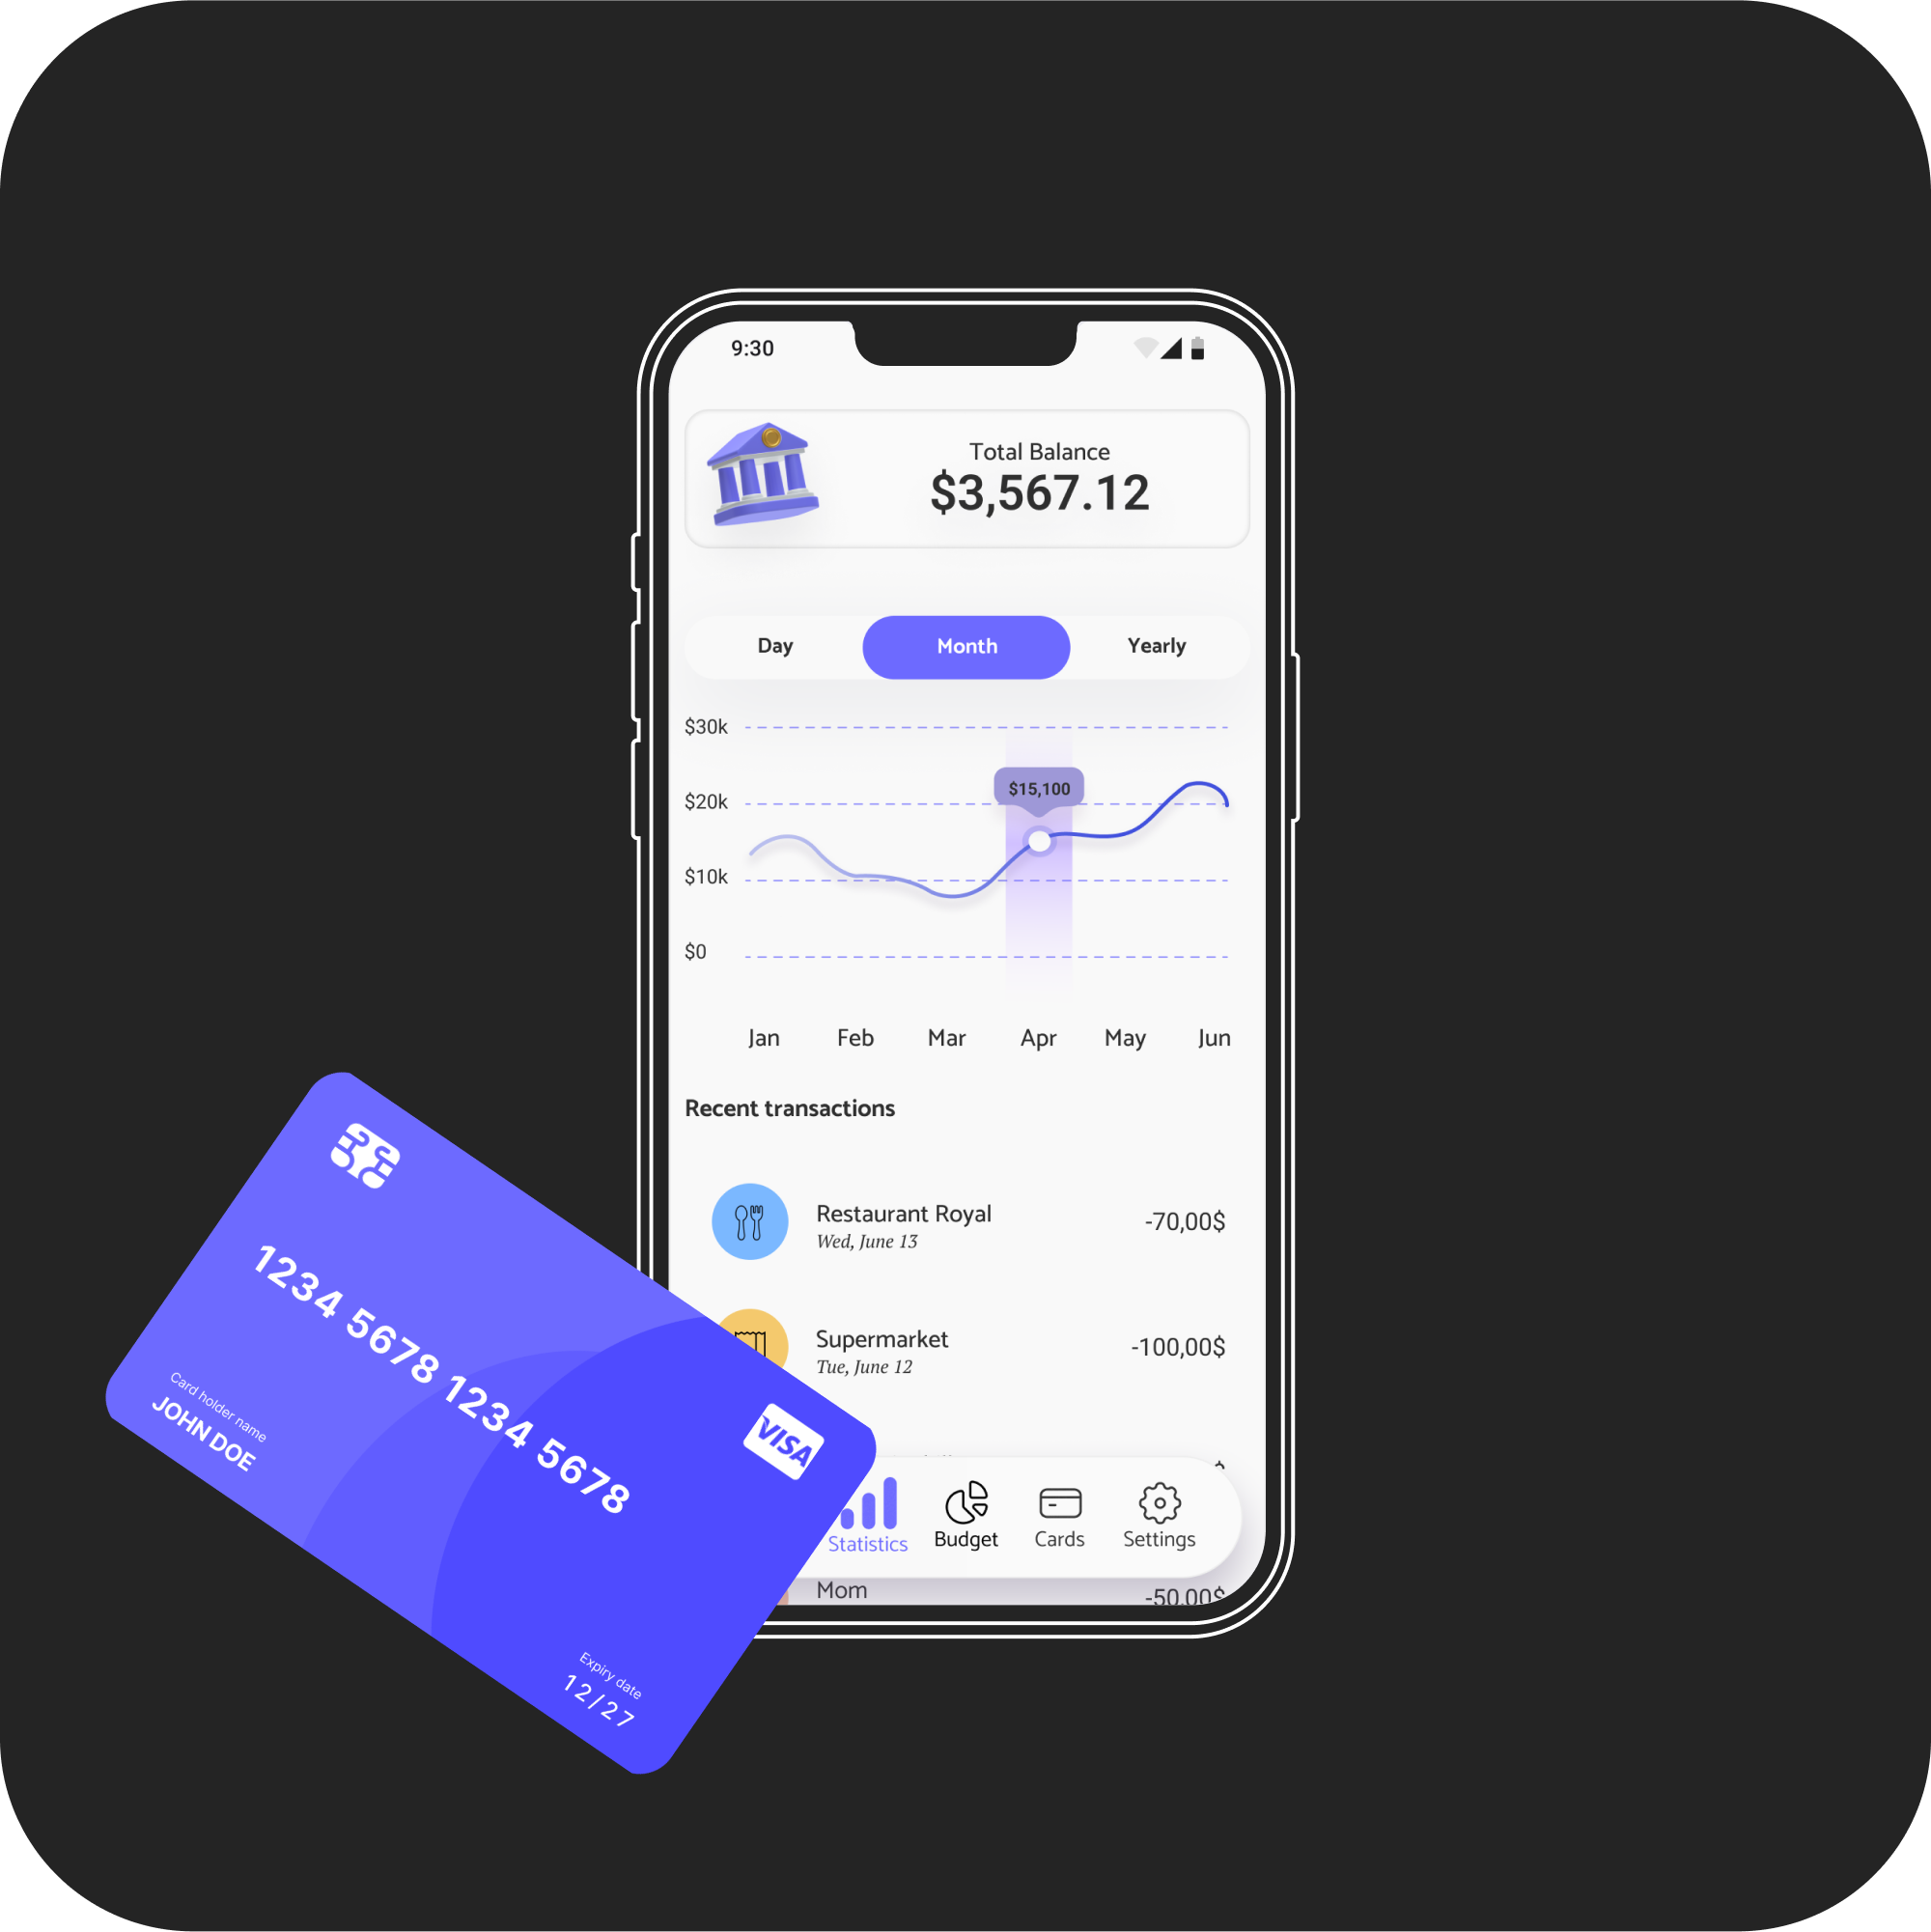 9:30
Total Balance
$3,567.12
Day Month Yearly
$30k
$15,100
$20k
$10k
$0
Jan Feb Mar Apr May Jun
Recent transactions
Restaurant Royal -70,00$
Wed, June 13
Supermarket -100,00$
Tue, June 12
Statistics Budget Cards Settings
Mom -50,00$
1234 5678 1234 5678
Card holder name
JOHN DOE
VISA
Expiry date
12/27